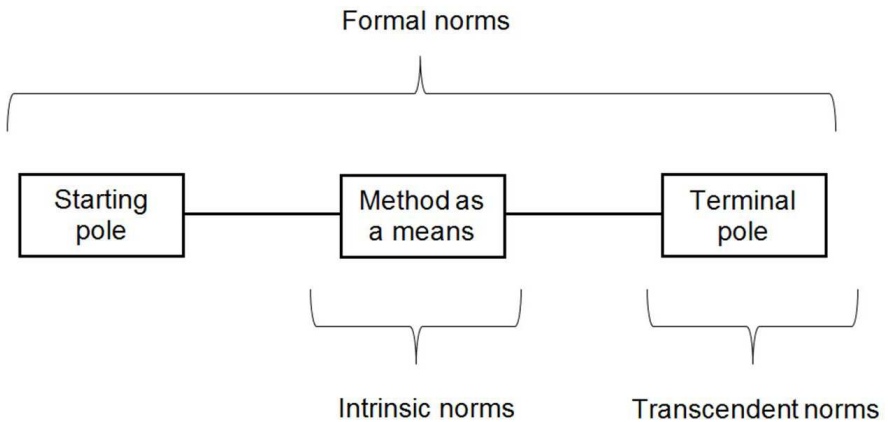 Formal norms
Starting
pole
Method as
a means
Terminal
pole
Intrinsic norms
Transcendent norms